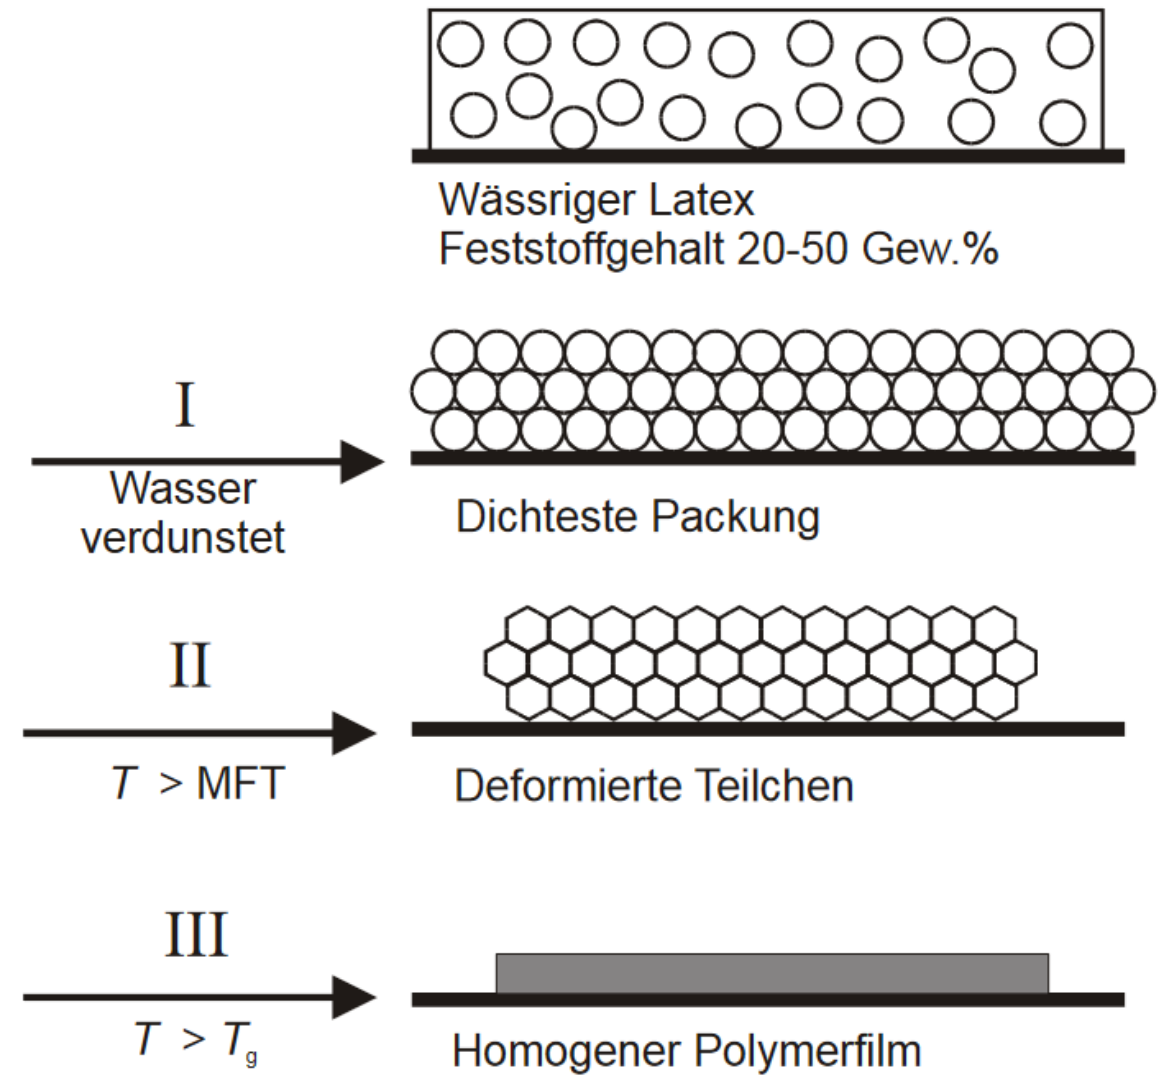 Wässriger Latex
Feststoffgehalt 20-50 Gew.%
I
Wasser
verdunstet
Dichteste Packung
II
T > MFT
Deformierte Teilchen
III
T > Tg
Homogener Polymerfilm